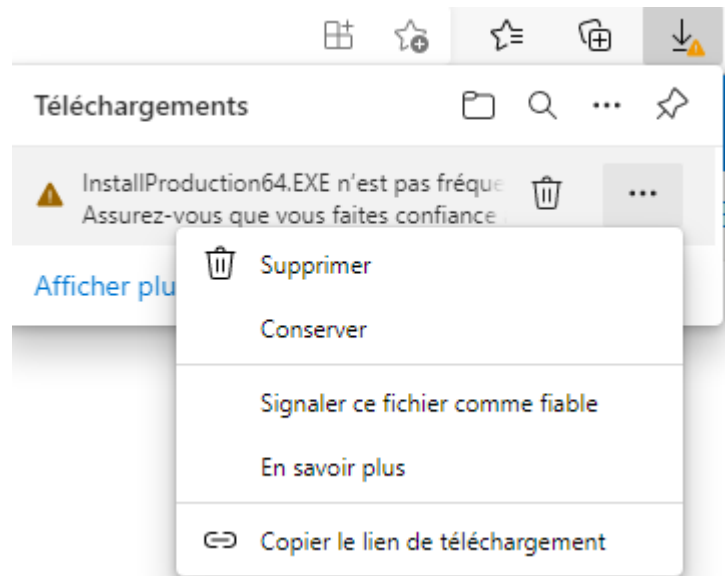 Téléchargements
InstallProduction64.EXE n'est pas fréque
Assurez-vous que vous faites confiance
Afficher plu
Supprimer
Conserver
Signaler ce fichier comme fiable
En savoir plus
Copier le lien de téléchargement